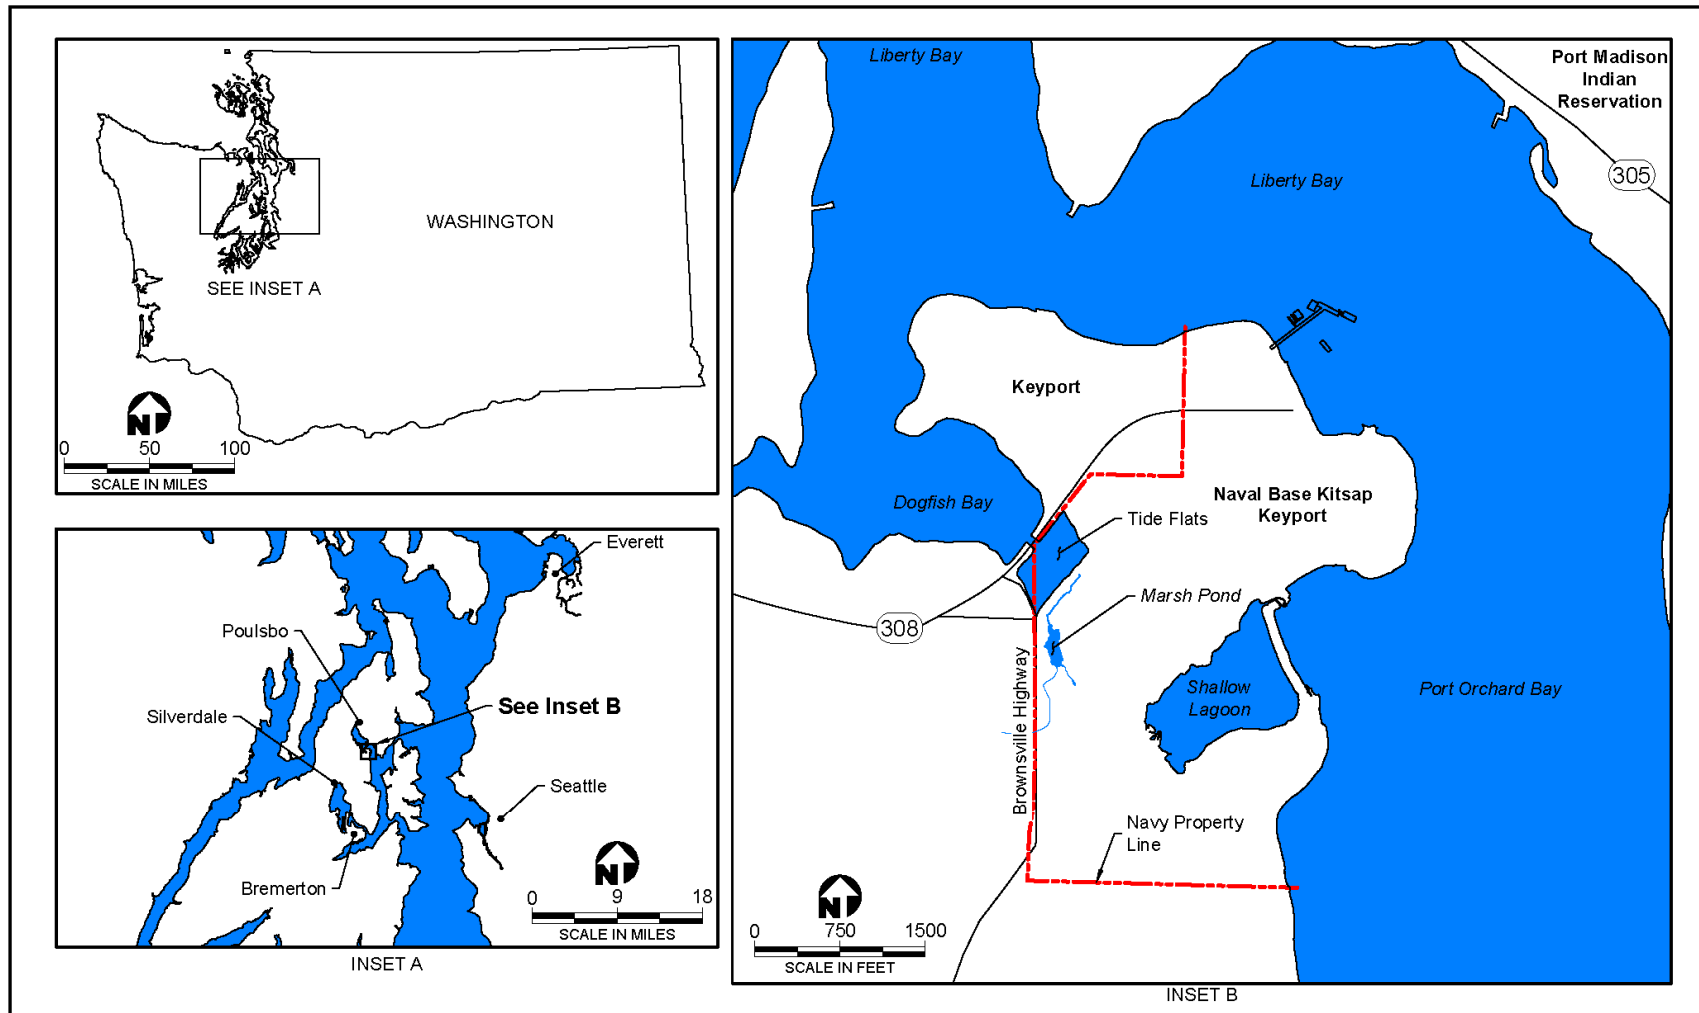 WASHINGTON
SEE INSET A
N
0 50 100
SCALE IN MILES
Everett
Poulsbo
See Inset B
Silverdale
Seattle
Bremerton
N
0 9 18
SCALE IN MILES
INSET A
Liberty Bay
Port Madison
Indian
Reservation
305
Liberty Bay
Keyport
Dogfish Bay
Naval Base Kitsap
Keyport
Tide Flats
Marsh Pond
308
Brownsville Highway
Shallow
Lagoon
Port Orchard Bay
Navy Property
Line
N
0 750 1500
SCALE IN FEET
INSET B